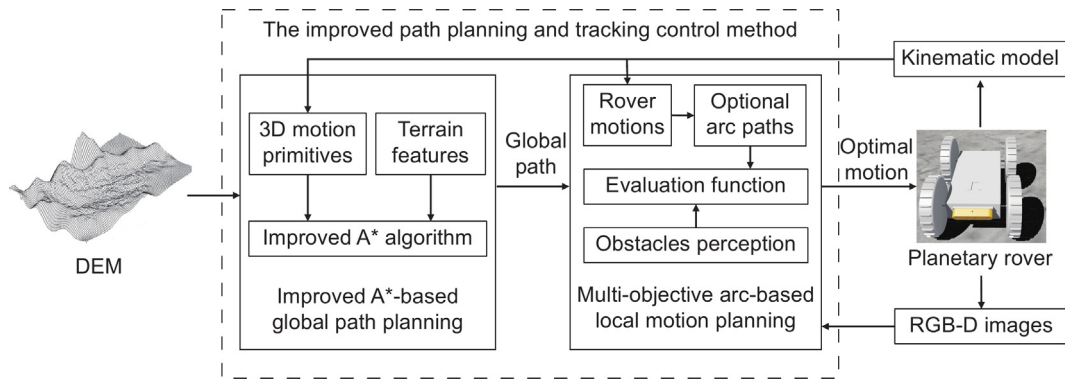 The improved path planning and tracking control method
Kinematic model
3D motion
primitives
Terrain
features
Improved A* algorithm
Improved A*-based
global path planning
DEM
Global
path
Rover
motions
Optional
arc paths
Evaluation function
Obstacles perception
Multi-objective arc-based
local motion planning
Optimal
motion
Planetary rover
RGB-D images